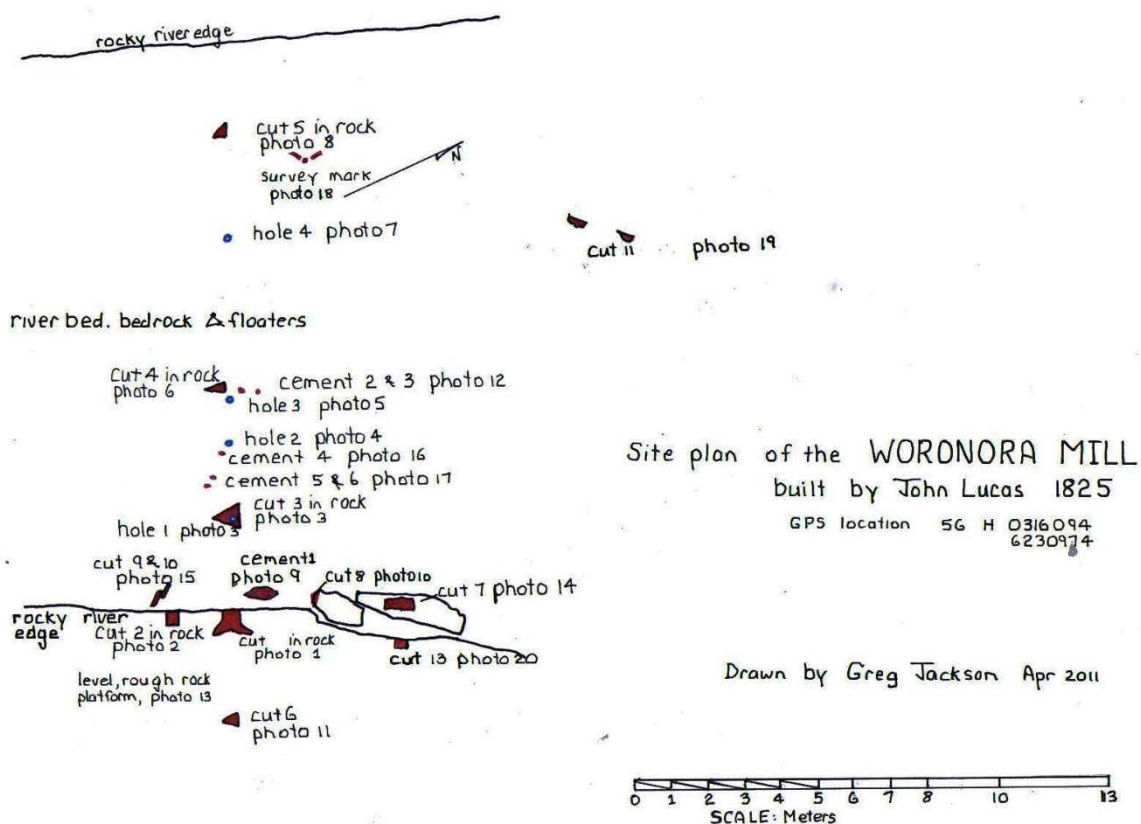 rocky river edge
cut 5 in rock
photo 8
survey mark
photo 18
N
hole 4 photo 7
cut 11
photo 19
river bed. bedrock & floaters
cut 4 in rock
photo 6
cement 2 & 3 photo 12
hole 3 photo 5
hole 2 photo 4
cement 4 photo 16
cement 5 & 6 photo 17
cut 3 in rock
photo 3
hole 1 photo 3
Site plan of the WORONORA MILL
built by John Lucas 1825
GPS location 56 H 0316094
6230974
cut 9 & 10
photo 15
cement 1
photo 9
cut 8 photo 10
cut 7 photo 14
rocky river
edge
cut 2 in rock
photo 2
cut in rock
photo 1
cut 13 photo 20
level, rough rock
platform, photo 13
cut 6
photo 11
Drawn by Greg Jackson Apr 2011
0 1 2 3 4 5 6 7 8 10 13
SCALE: Meters